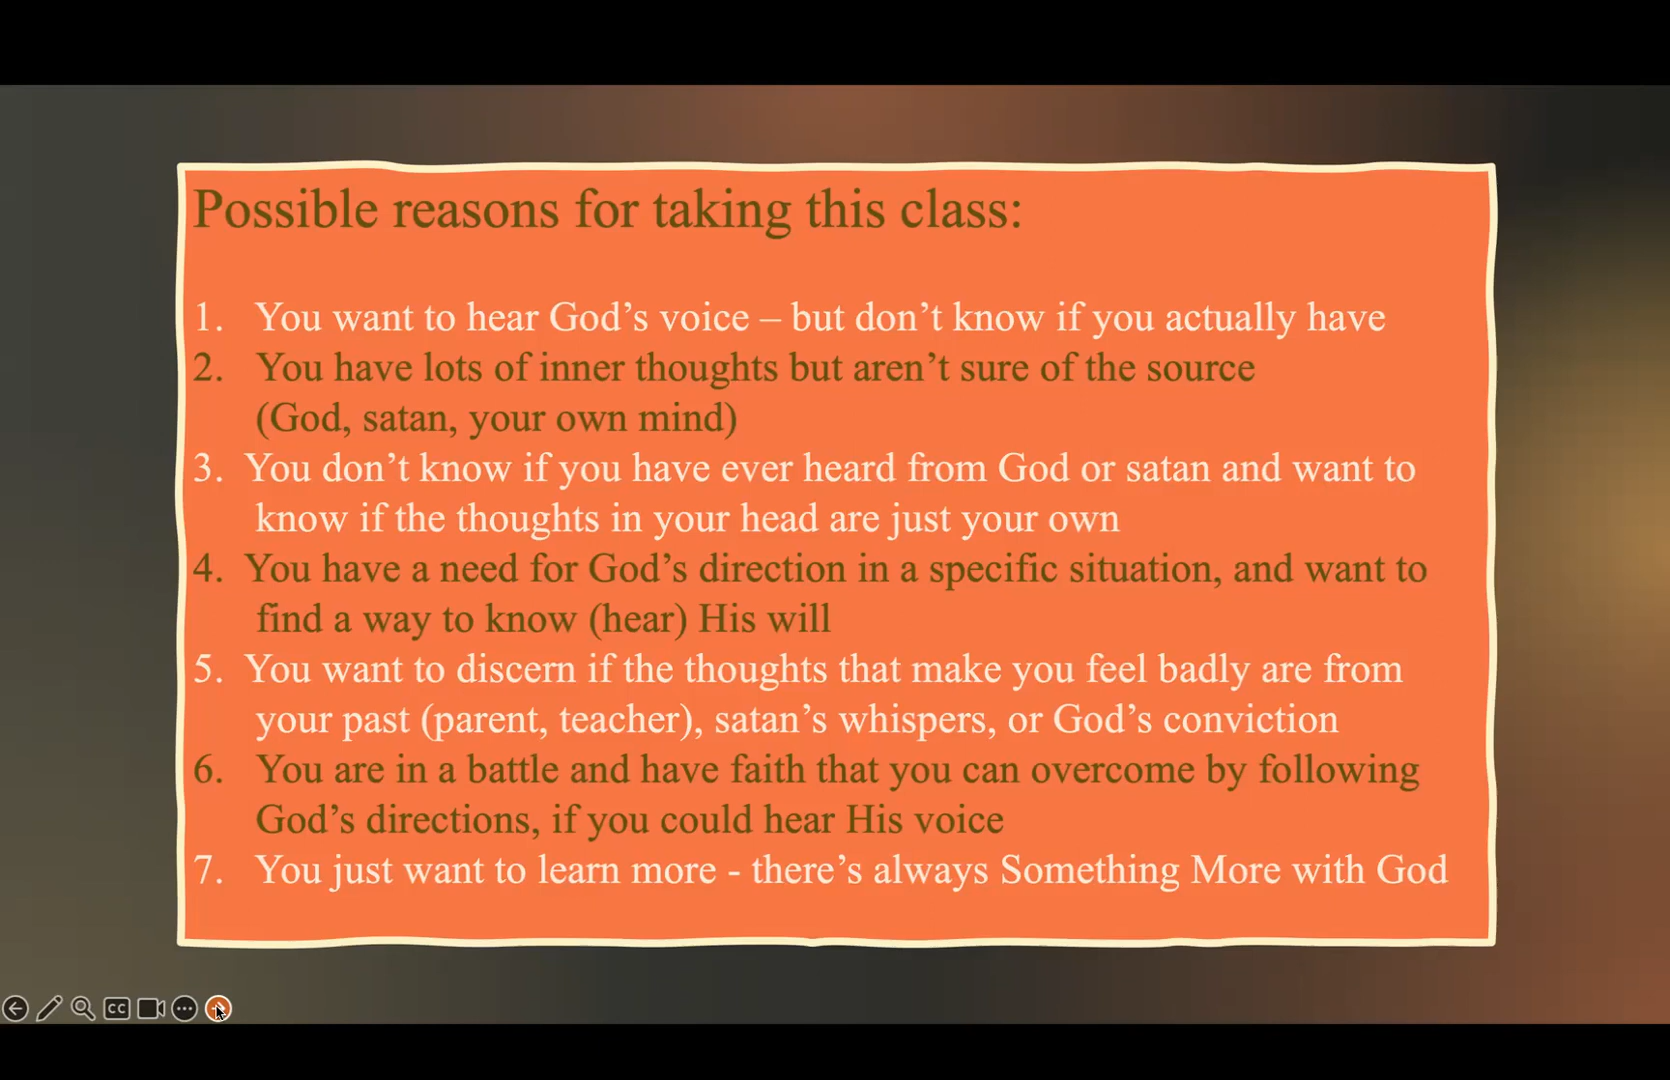 Possible reasons for taking this class:
1. You want to hear God’s voice – but don’t know if you actually have
2. You have lots of inner thoughts but aren’t sure of the source
(God, satan, your own mind)
3. You don’t know if you have ever heard from God or satan and want to
know if the thoughts in your head are just your own
4. You have a need for God’s direction in a specific situation, and want to
find a way to know (hear) His will
5. You want to discern if the thoughts that make you feel badly are from
your past (parent, teacher), satan’s whispers, or God’s conviction
6. You are in a battle and have faith that you can overcome by following
God’s directions, if you could hear His voice
7. You just want to learn more - there’s always Something More with God
CC